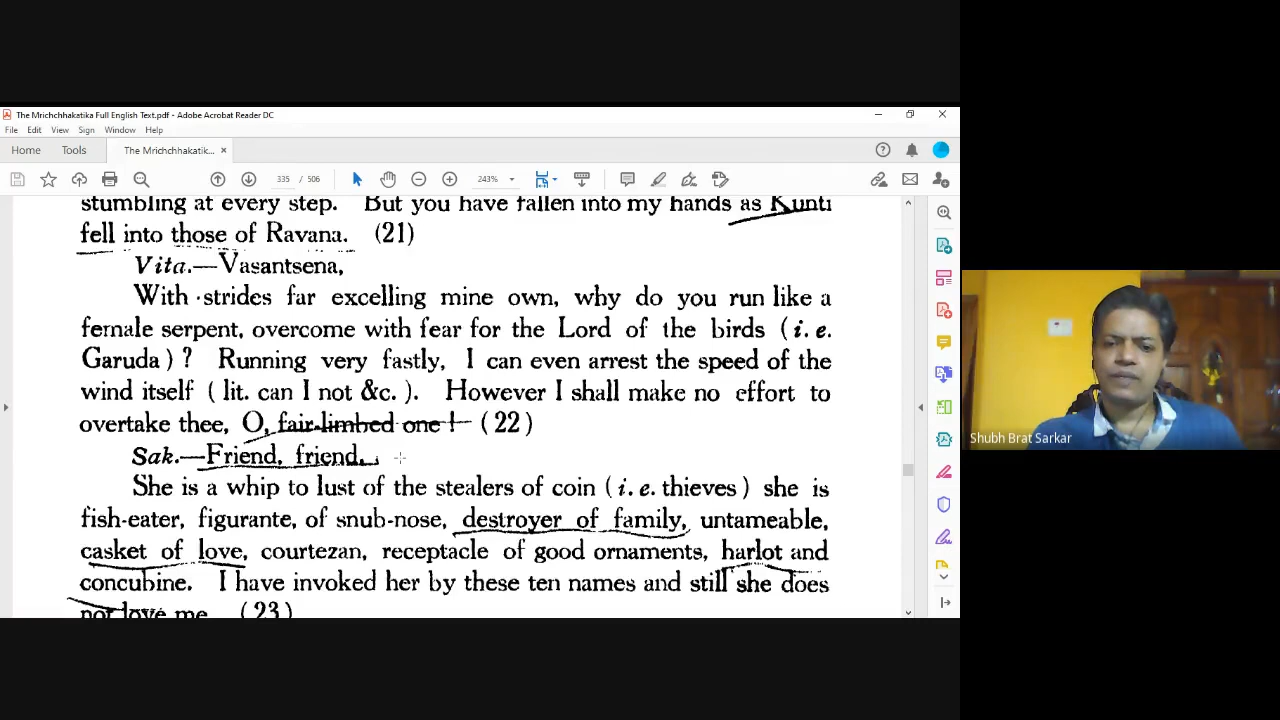 The Mrichchhakatika Full English Text.pdf - Adobe Acrobat Reader DC
File Edit View Sign Window Help
Home Tools The Mrichchhakatik... ×
335 / 506 243%
stumbling at every step. But you have fallen into my hands as Kunti
fell into those of Ravana. (21)
Vita.—Vasantsena,
With strides far excelling mine own, why do you run like a
female serpent, overcome with fear for the Lord of the birds (i. e.
Garuda) ? Running very fastly, I can even arrest the speed of the
wind itself ( lit. can I not &c. ). However I shall make no effort to
overtake thee, O, fair-limbed one ! (22)
Sak.—Friend, friend,
She is a whip to lust of the stealers of coin (i. e. thieves) she is
fish-eater, figurante, of snub-nose, destroyer of family, untameable,
casket of love, courtezan, receptacle of good ornaments, harlot and
concubine. I have invoked her by these ten names and still she does
not love me. (23)
Shubh Brat Sarkar